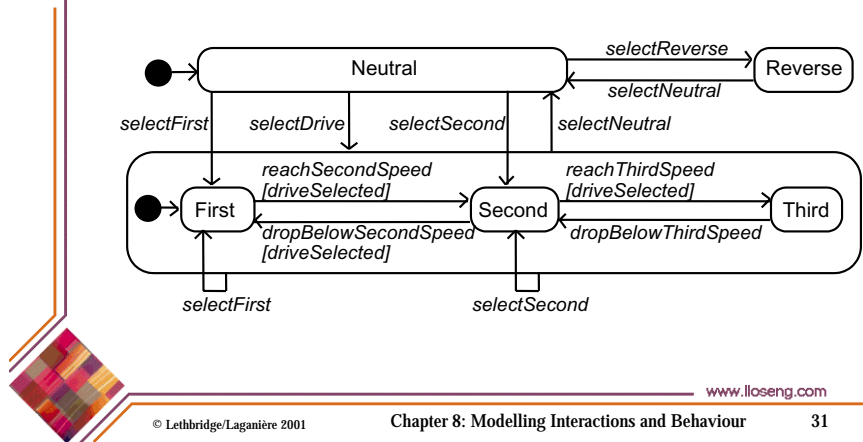 selectReverse
Neutral
Reverse
selectNeutral
selectFirst
selectDrive
selectSecond
selectNeutral
reachSecondSpeed
[driveSelected]
reachThirdSpeed
[driveSelected]
First
Second
Third
dropBelowSecondSpeed
[driveSelected]
dropBelowThirdSpeed
selectFirst
selectSecond
www.lloseng.com
© Lethbridge/Laganière 2001
Chapter 8: Modelling Interactions and Behaviour
31